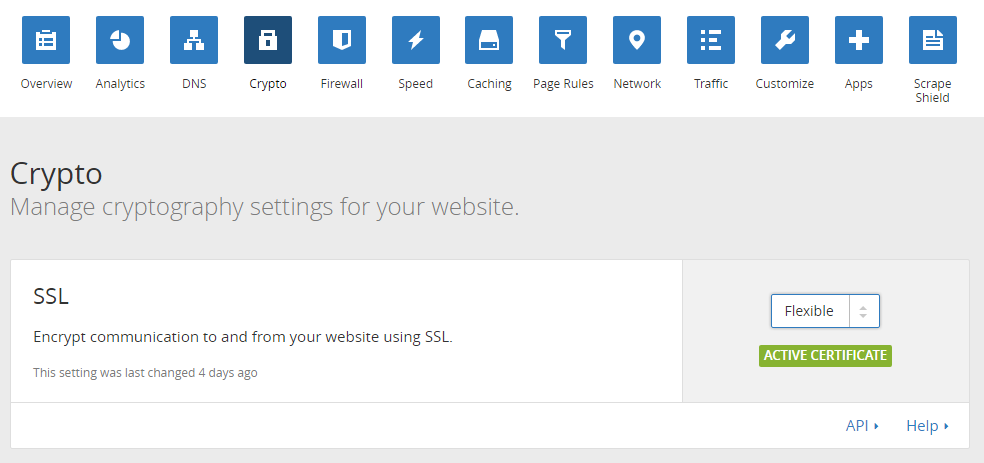 Overview Analytics DNS Crypto Firewall Speed Caching Page Rules Network Traffic Customize Apps Scrape
Shield
Crypto
Manage cryptography settings for your website.
SSL
Encrypt communication to and from your website using SSL.
This setting was last changed 4 days ago
Flexible
ACTIVE CERTIFICATE
API Help